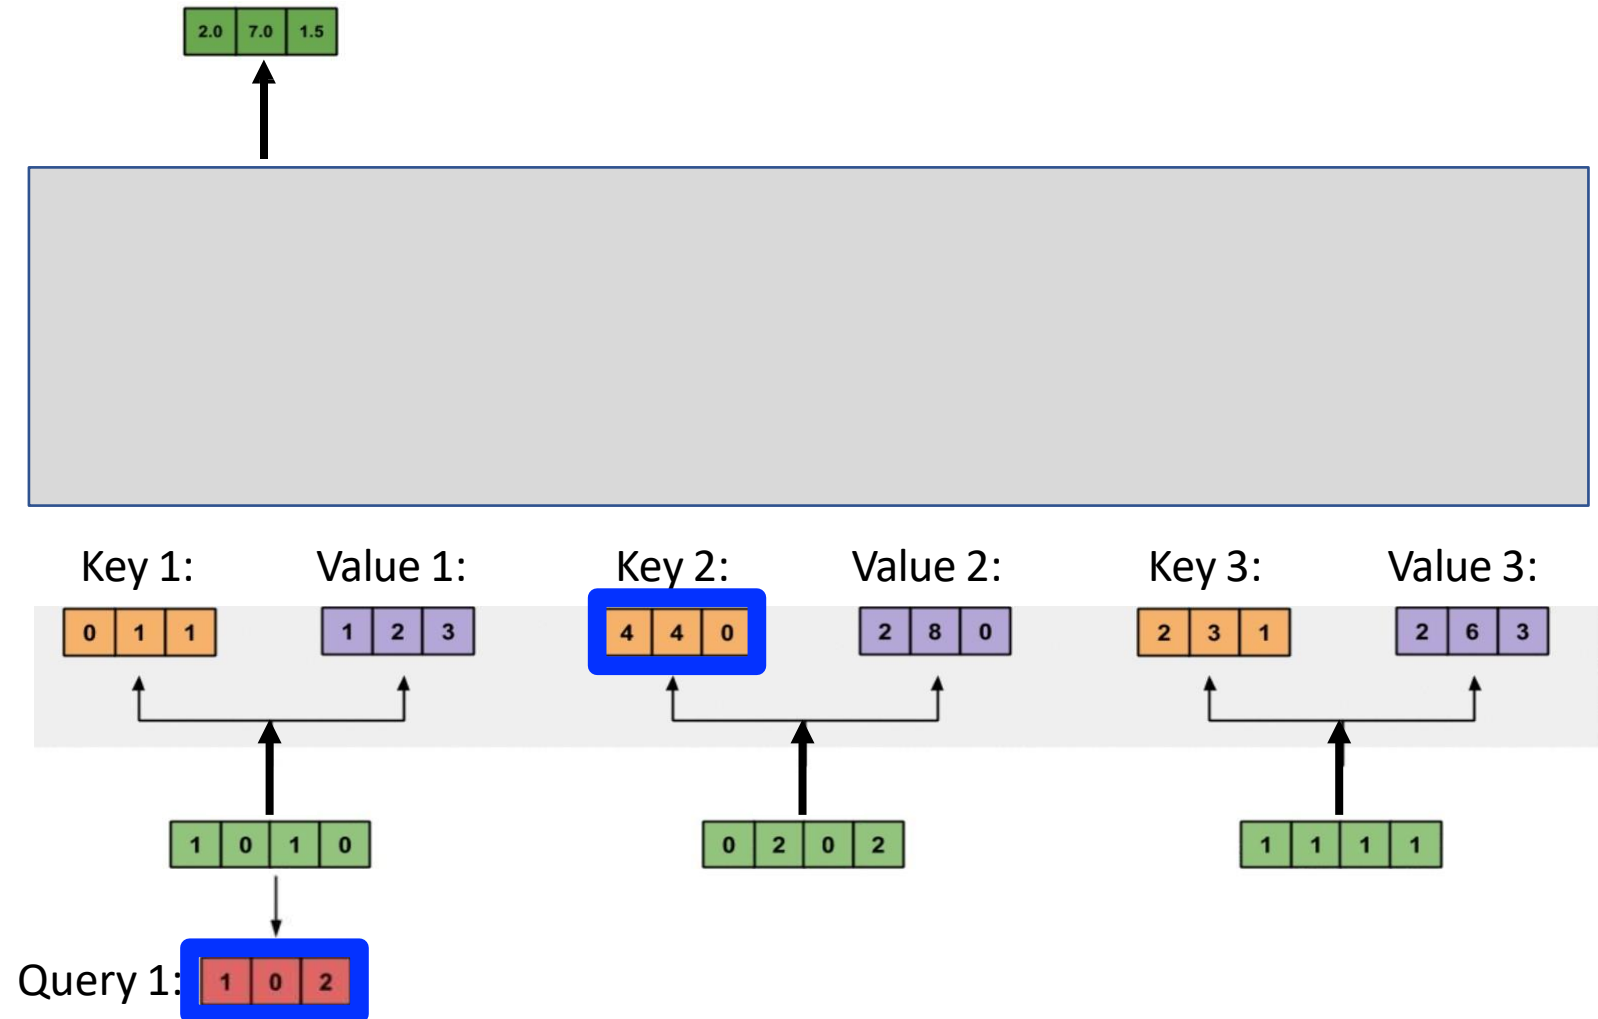 2.0 7.0 1.5
Key 1: Value 1: Key 2: Value 2: Key 3: Value 3:
0 1 1 1 2 3 4 4 0 2 8 0 2 3 1 2 6 3
1 0 1 0 0 2 0 2 1 1 1 1
Query 1: 1 0 2